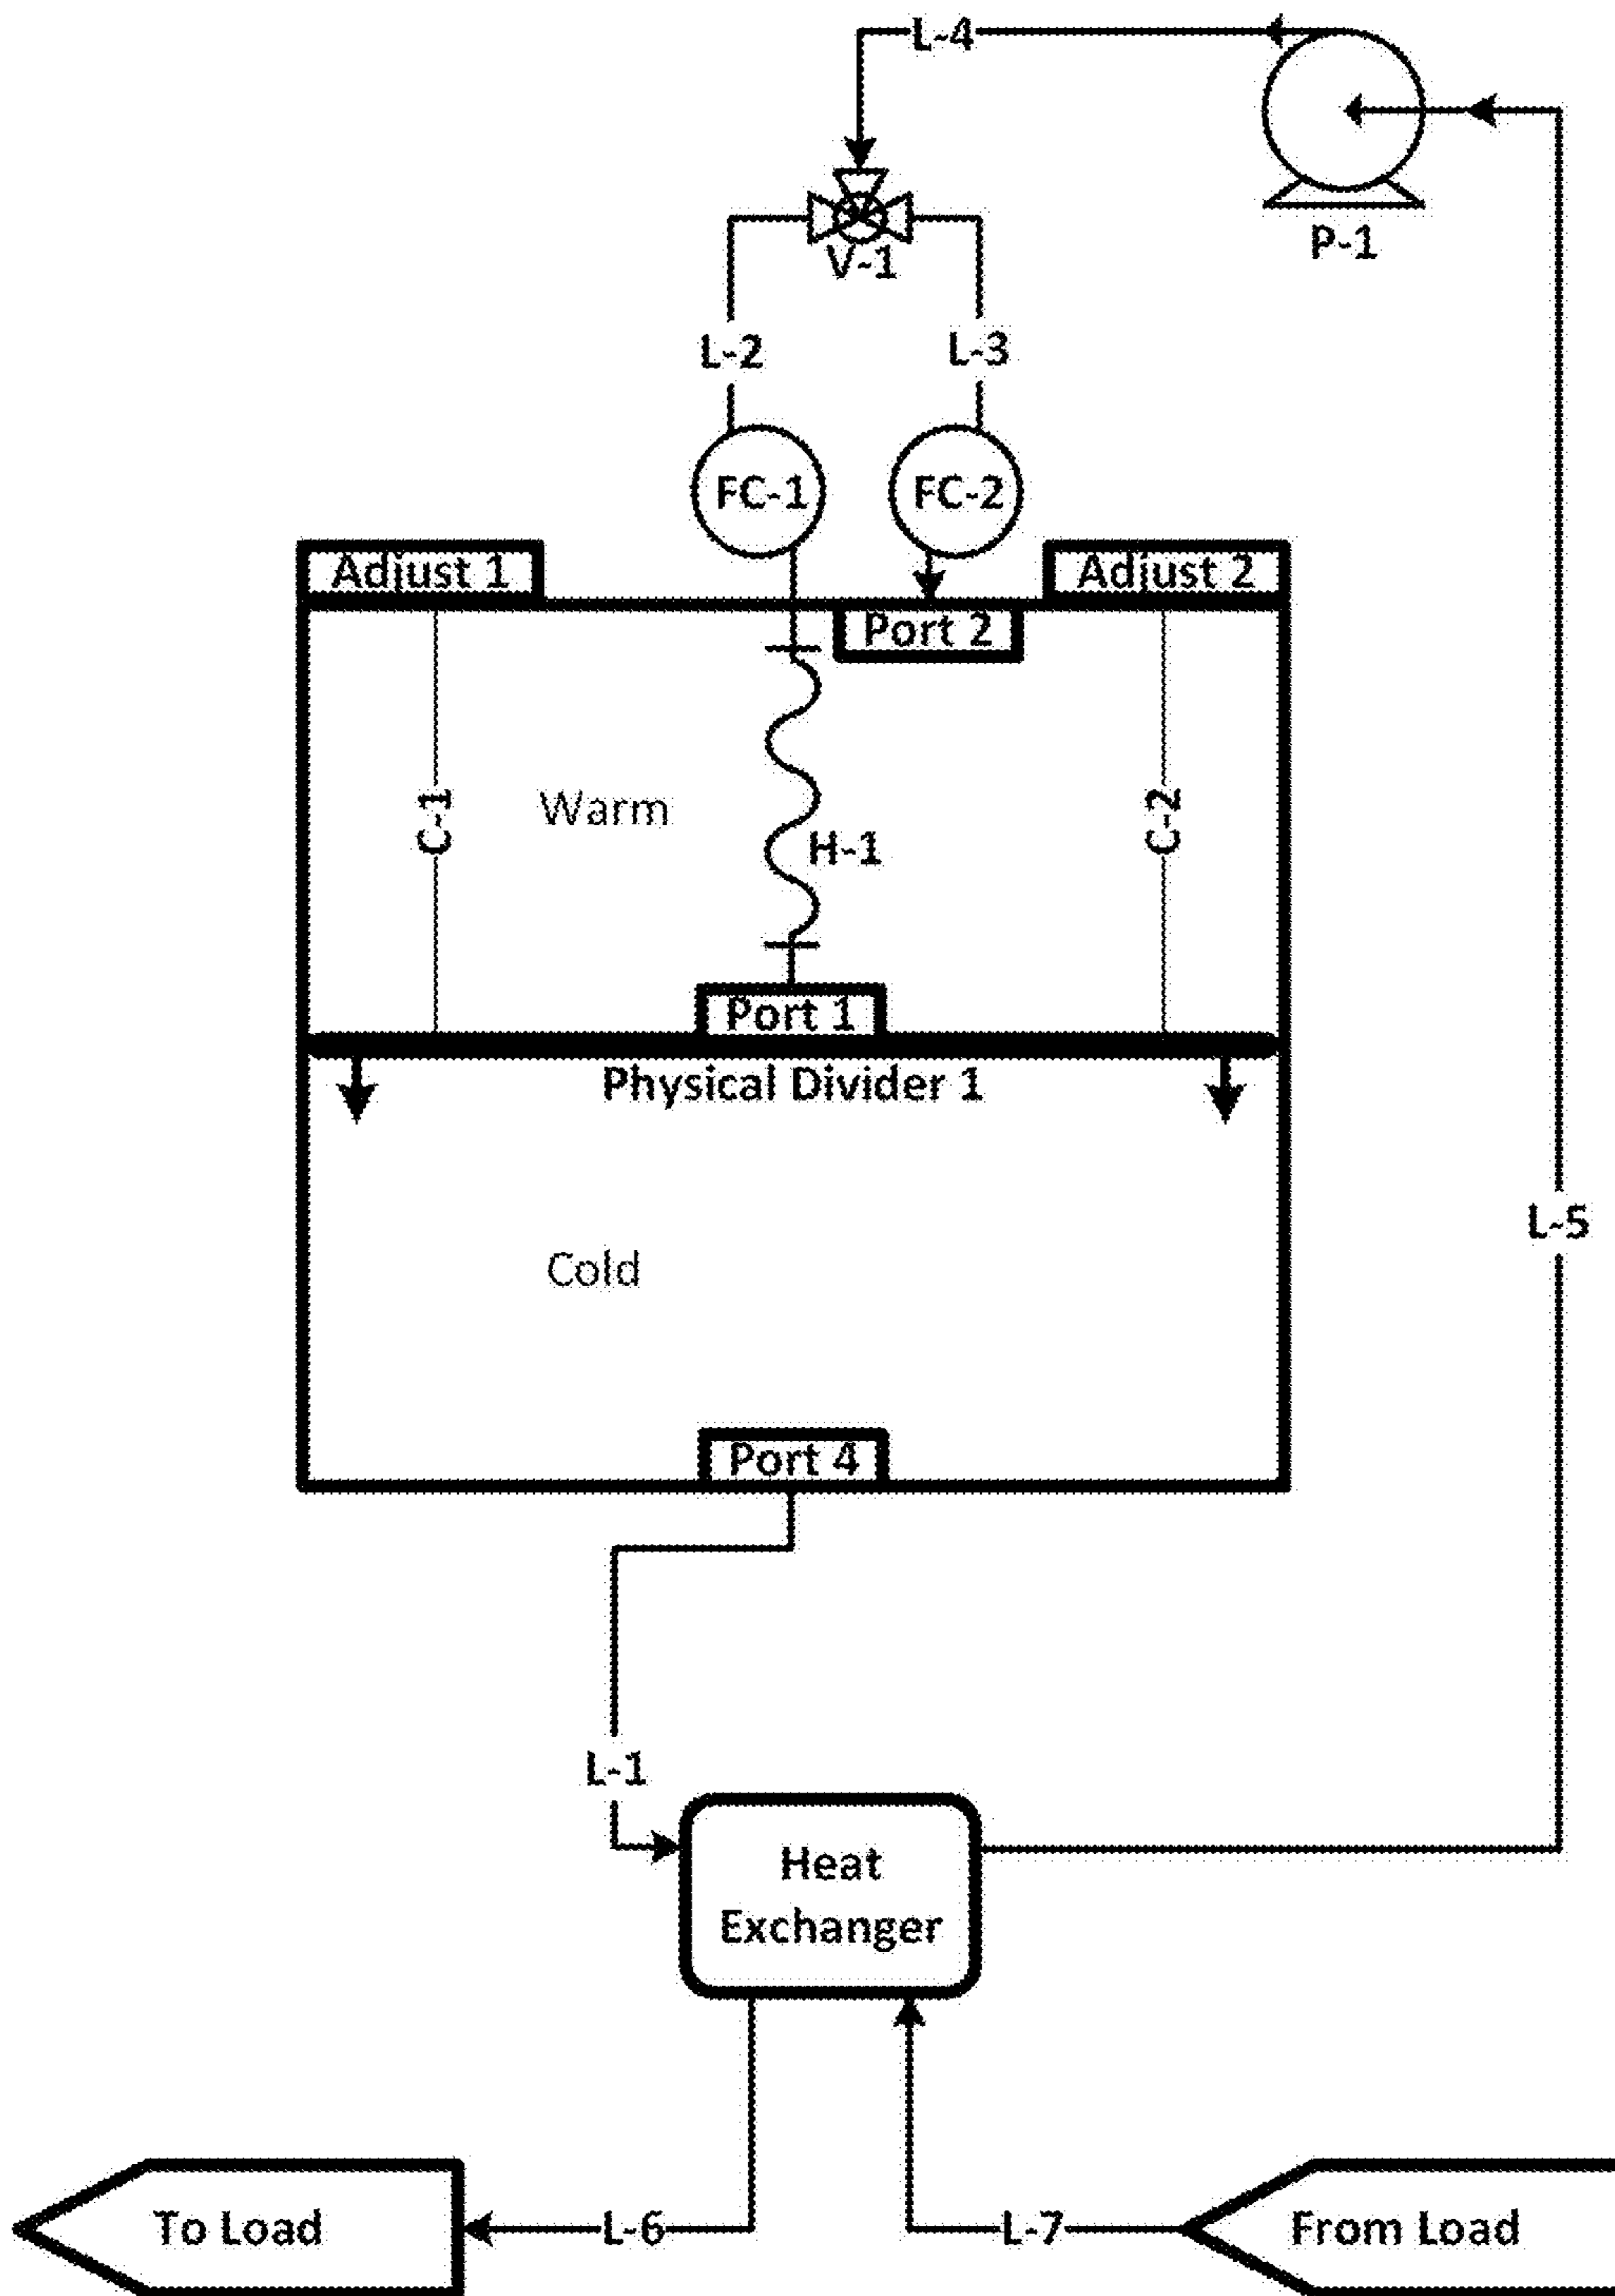 L-4
P-1
V-1
L-2
L-3
FC-1
FC-2
Adjust 1
Adjust 2
Port 2
C-1
Warm
H-1
C-2
Port 1
Physical Divider 1
L-5
Cold
Port 4
L-1
Heat
Exchanger
To Load
L-6
L-7
From Load